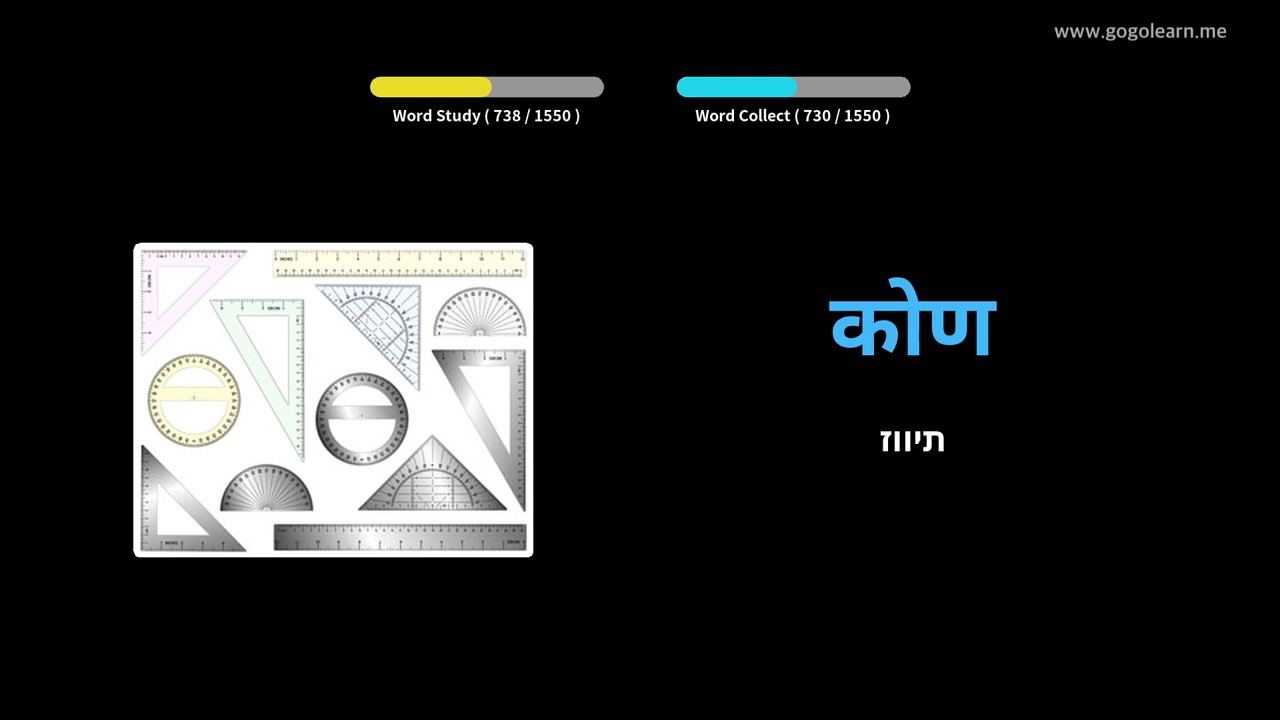 www.gogolearn.me
Word Study ( 738 / 1550 )
Word Collect ( 730 / 1550 )
कोण
תיווז